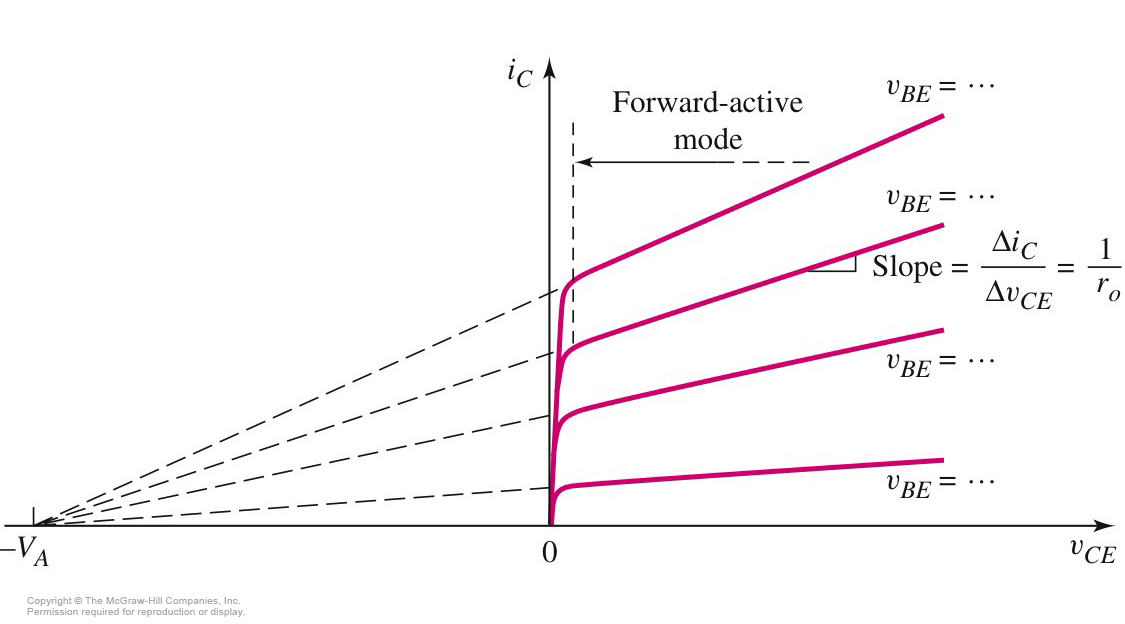 i_C
Forward-active
mode
v_BE = ···
v_BE = ···
Slope = Δi_C / Δv_CE = 1 / r_o
v_BE = ···
v_BE = ···
–V_A
0
v_CE
Copyright © The McGraw-Hill Companies, Inc.
Permission required for reproduction or display.